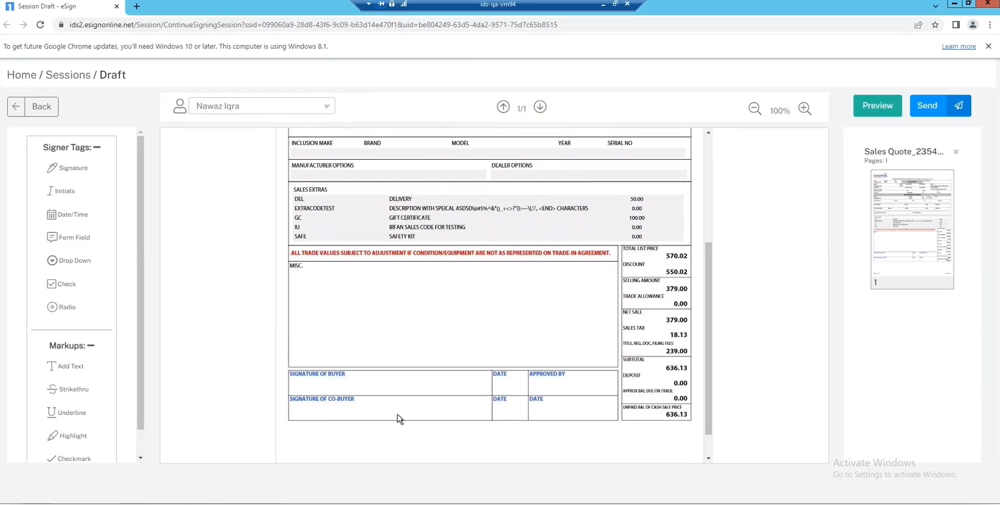 Session Draft - eSign
ids-qa-vm94
ids2.esignonline.net/Session/ContinueSigningSession?ssid=099060a9-28d8-43f6-9c09-b63d14e470f1&uid=be804249-63d5-4da2-9571-75d7c65b8515
To get future Google Chrome updates, you'll need Windows 10 or later. This computer is using Windows 8.1.
Learn more
Home / Sessions / Draft
Back
Nawaz Iqra
1/1
100%
Preview
Send
Signer Tags:
Signature
Initials
Date/Time
Form Field
Drop Down
Check
Radio
Markups:
Add Text
Strikethru
Underline
Highlight
Checkmark
INCLUSION MAKE BRAND MODEL YEAR SERIAL NO
MANUFACTURER OPTIONS DEALER OPTIONS
SALES EXTRAS
DEL DELIVERY 50.00
EXTRACODETEST DESCRIPTION WITH SPEICAL <END> CHARACTERS 0.00
GC GIFT CERTIFICATE 100.00
IU IRFAN SALES CODE FOR TESTING 0.00
SAFE SAFETY KIT 0.00
ALL TRADE VALUES SUBJECT TO ADJUSTMENT IF CONDITION/EQUIPMENT ARE NOT AS REPRESENTED ON TRADE-IN AGREEMENT.
MISC.
TOTAL LIST PRICE
570.02
DISCOUNT
550.02
SELLING AMOUNT
379.00
TRADE ALLOWANCE
0.00
NET SALE
379.00
SALES TAX
18.13
TITLE, REG, DOC, FILING FEES
239.00
SUBTOTAL
636.13
DEPOSIT
0.00
APPROX BAL DUE ON TRADE
0.00
UNPAID BAL OF CASH SALE PRICE
636.13
SIGNATURE OF BUYER DATE APPROVED BY
SIGNATURE OF CO-BUYER DATE DATE
Sales Quote_2354...
Pages: 1
1
Activate Windows
Go to Settings to activate Windows.